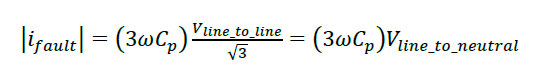 |i_fault| = (3ωC_p) V_line_to_line / √3 = (3ωC_p)V_line_to_neutral